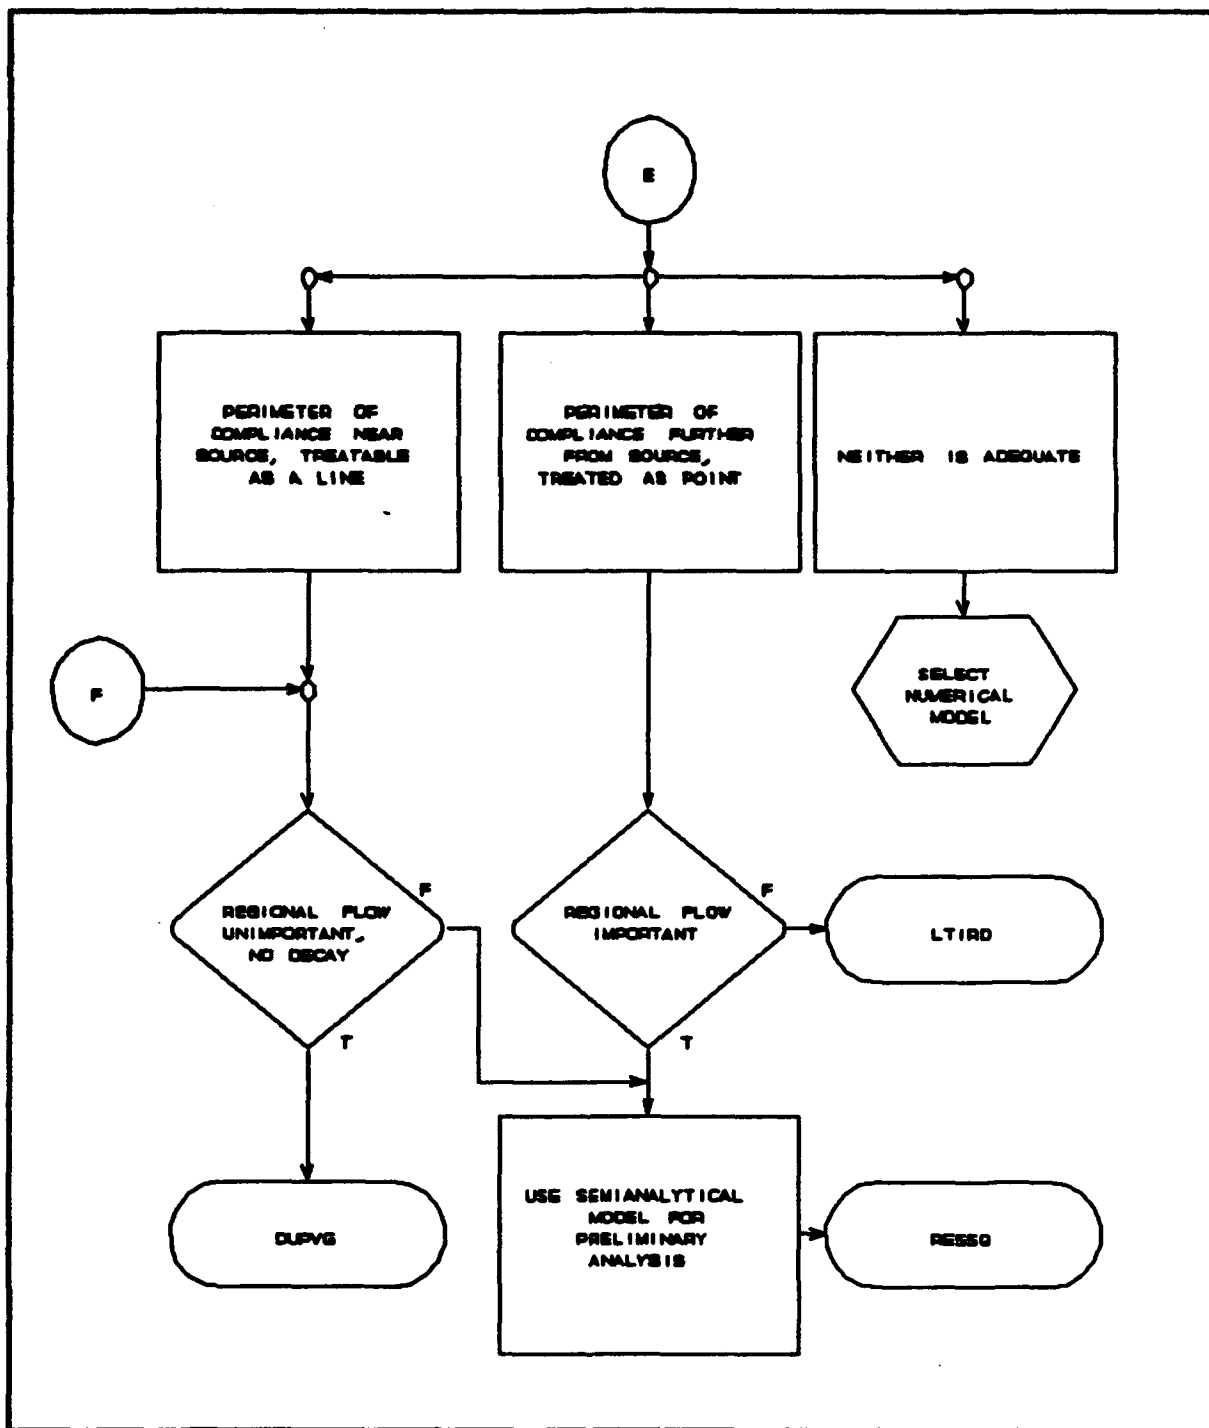 E
PERIMETER OF
COMPLIANCE NEAR
SOURCE, TREATABLE
AS A LINE
PERIMETER OF
COMPLIANCE FURTHER
FROM SOURCE,
TREATED AS POINT
NEITHER IS ADEQUATE
F
SELECT
NUMERICAL
MODEL
REGIONAL FLOW
UNIMPORTANT,
NO DECAY
F
T
REGIONAL FLOW
IMPORTANT
F
T
LTIRD
DUPVG
USE SEMIANALYTICAL
MODEL FOR
PRELIMINARY
ANALYSIS
RESSQ